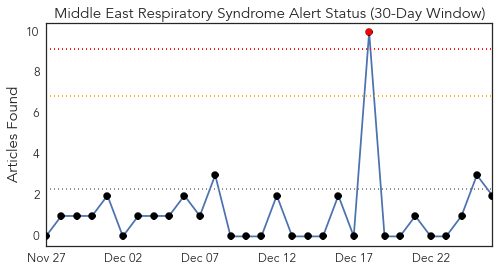 Middle East Respiratory Syndrome Alert Status (30-Day Window)
Articles Found
10
8
6
4
2
0
Nov 27 Dec 02 Dec 07 Dec 12 Dec 17 Dec 22